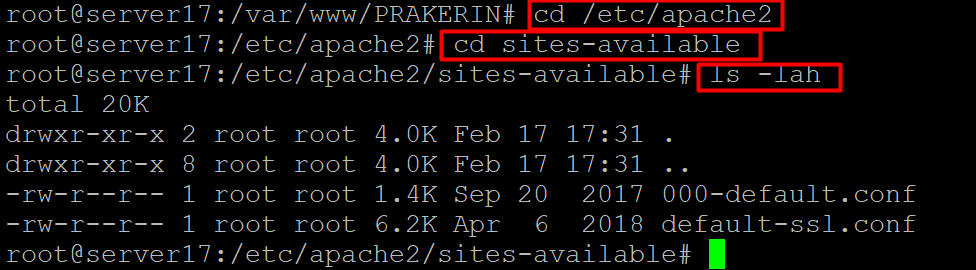 root@server17:/var/www/PRAKERIN# cd /etc/apache2
root@server17:/etc/apache2# cd sites-available
root@server17:/etc/apache2/sites-available# ls -lah
total 20K
drwxr-xr-x 2 root root 4.0K Feb 17 17:31 .
drwxr-xr-x 8 root root 4.0K Feb 17 17:31 ..
-rw-r--r-- 1 root root 1.4K Sep 20  2017 000-default.conf
-rw-r--r-- 1 root root 6.2K Apr  6  2018 default-ssl.conf
root@server17:/etc/apache2/sites-available#